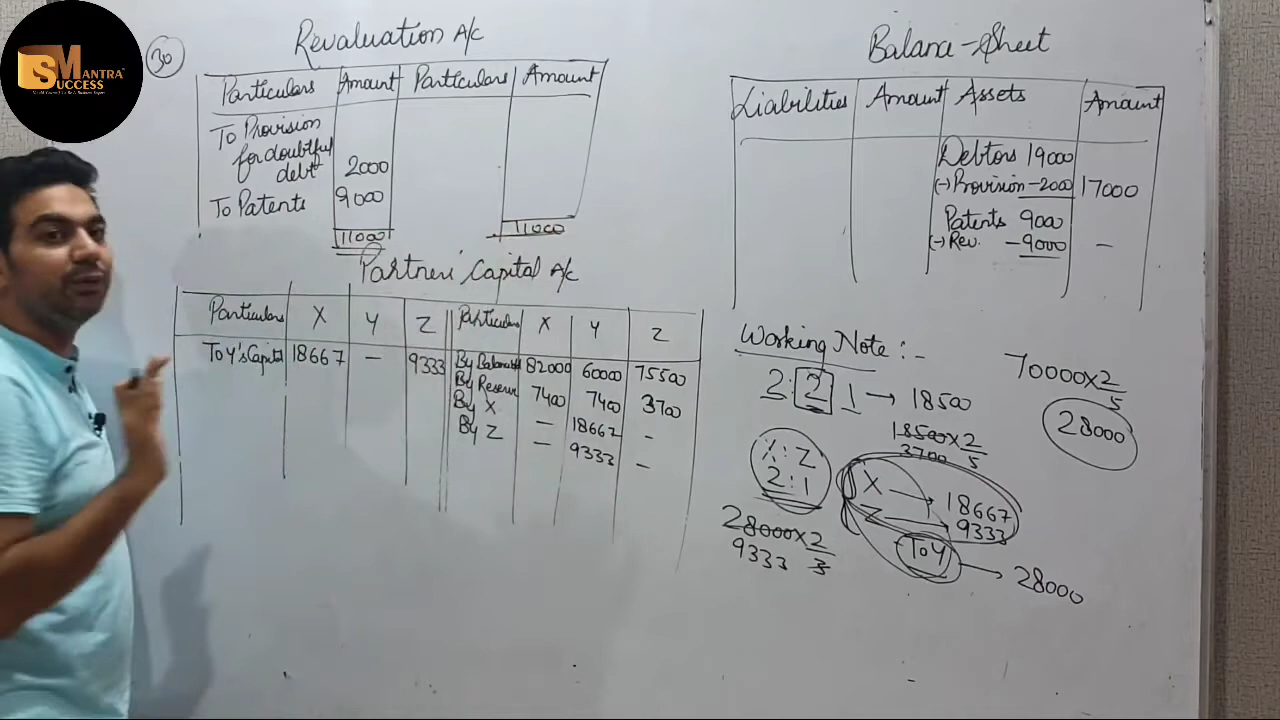 MANTRA
SUCCESS
30
Revaluation A/c
Particulars Amount Particulars Amount
To Provision
for doubtful
debt 2000
To Patents 9000
11000 11000
Partners' Capital A/c
Particulars X Y Z Particulars X Y Z
To Y's Capital 18667 — 9333 By Balance b/d 82000 60000 75500
By Reserve 7400 7400 3700
By X — 18667 -
By Z — 9333 —
Balance-Sheet
Liabilities Amount Assets Amount
Debtors 19000
(-) Provision -2000 17000
Patents 9000
(-) Rev. -9000 —
Working Note :-
2:2 1 → 18500
18500×2/5
3700
70000×2/5
28000
X:Z
2:1
28000×2/3
9333
X → 18667
Z → 9333
To Y → 28000